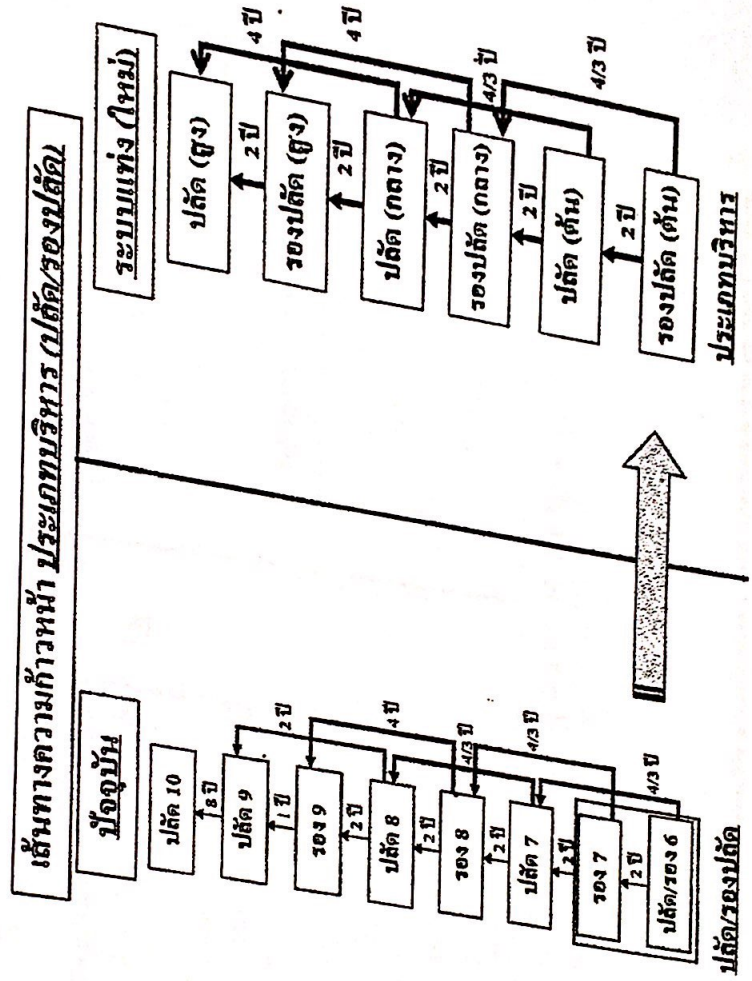 เส้นทางความก้าวหน้า ประเภทบริหาร (ปลัด/รองปลัด)
ปัจจุบัน
ปลัด 10
8 ปี
ปลัด 9
1 ปี
2 ปี
รอง 9
2 ปี
4 ปี
ปลัด 8
2 ปี
4/3 ปี
รอง 8
2 ปี
4/3 ปี
ปลัด 7
2 ปี
รอง 7
2 ปี
4/3 ปี
ปลัด/รอง 6
ปลัด/รองปลัด
ระบบแท่ง (ใหม่)
ปลัด (สูง)
2 ปี
4 ปี
รองปลัด (สูง)
2 ปี
4 ปี
ปลัด (กลาง)
2 ปี
4/3 ปี
รองปลัด (กลาง)
2 ปี
4/3 ปี
ปลัด (ต้น)
2 ปี
รองปลัด (ต้น)
ประเภทบริหาร